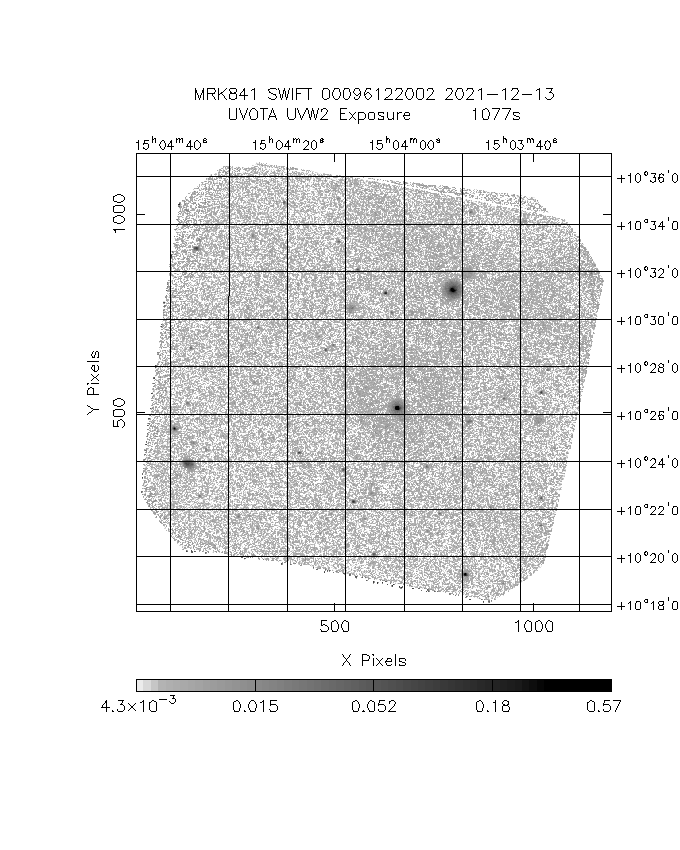 MRK841 SWIFT 00096122002 2021-12-13
UVOTA UVW2 Exposure 1077s
15ʰ04ᵐ40ˢ 15ʰ04ᵐ20ˢ 15ʰ04ᵐ00ˢ 15ʰ03ᵐ40ˢ
+10°36'0
+10°34'0
+10°32'0
+10°30'0
+10°28'0
+10°26'0
+10°24'0
+10°22'0
+10°20'0
+10°18'0
1000
500
Y Pixels
500 1000
X Pixels
4.3×10⁻³ 0.015 0.052 0.18 0.57